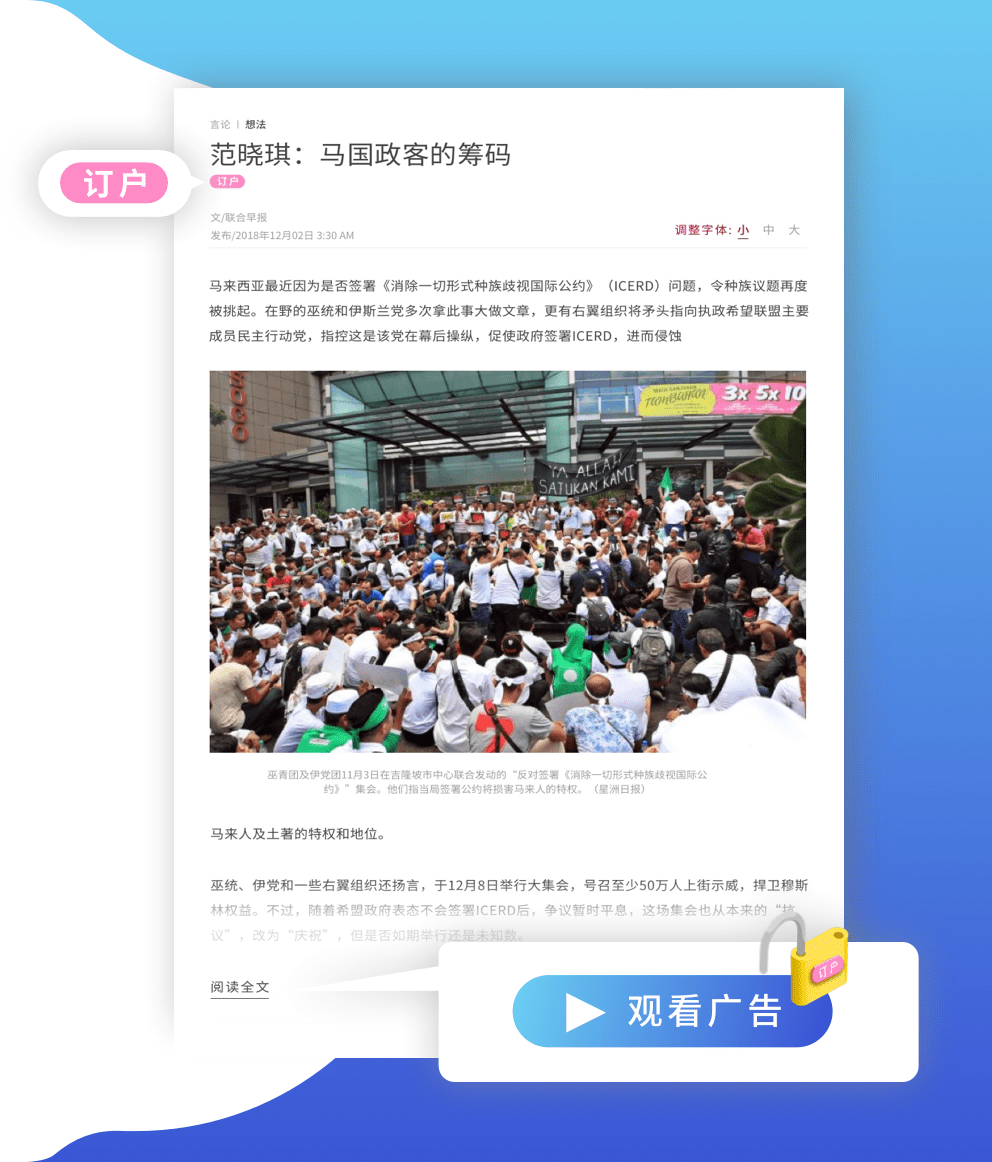 言论 | 想法
范晓琪：马国政客的筹码
订户
订户
文/联合早报
发布/2018年12月02日 3:30 AM
调整字体: 小 中 大
马来西亚最近因为是否签署《消除一切形式种族歧视国际公约》（ICERD）问题，令种族议题再度
被挑起。在野的巫统和伊斯兰党多次拿此事大做文章，更有右翼组织将矛头指向执政希望联盟主要
成员民主行动党，指控这是该党在幕后操纵，促使政府签署ICERD，进而侵蚀
SOGO
3x 5x 10
YA ALLAH
SATUKAN KAMI
巫青团及伊党团11月3日在吉隆坡市中心联合发动的“反对签署《消除一切形式种族歧视国际公
约》”集会。他们指当局签署公约将损害马来人的特权。（星洲日报）
马来人及土著的特权和地位。
巫统、伊党和一些右翼组织还扬言，于12月8日举行大集会，号召至少50万人上街示威，捍卫穆斯
林权益。不过，随着希盟政府表态不会签署ICERD后，争议暂时平息，这场集会也从本来的“抗
议”，改为“庆祝”，但是否如期举行还是未知数。
订户
阅读全文
观看广告